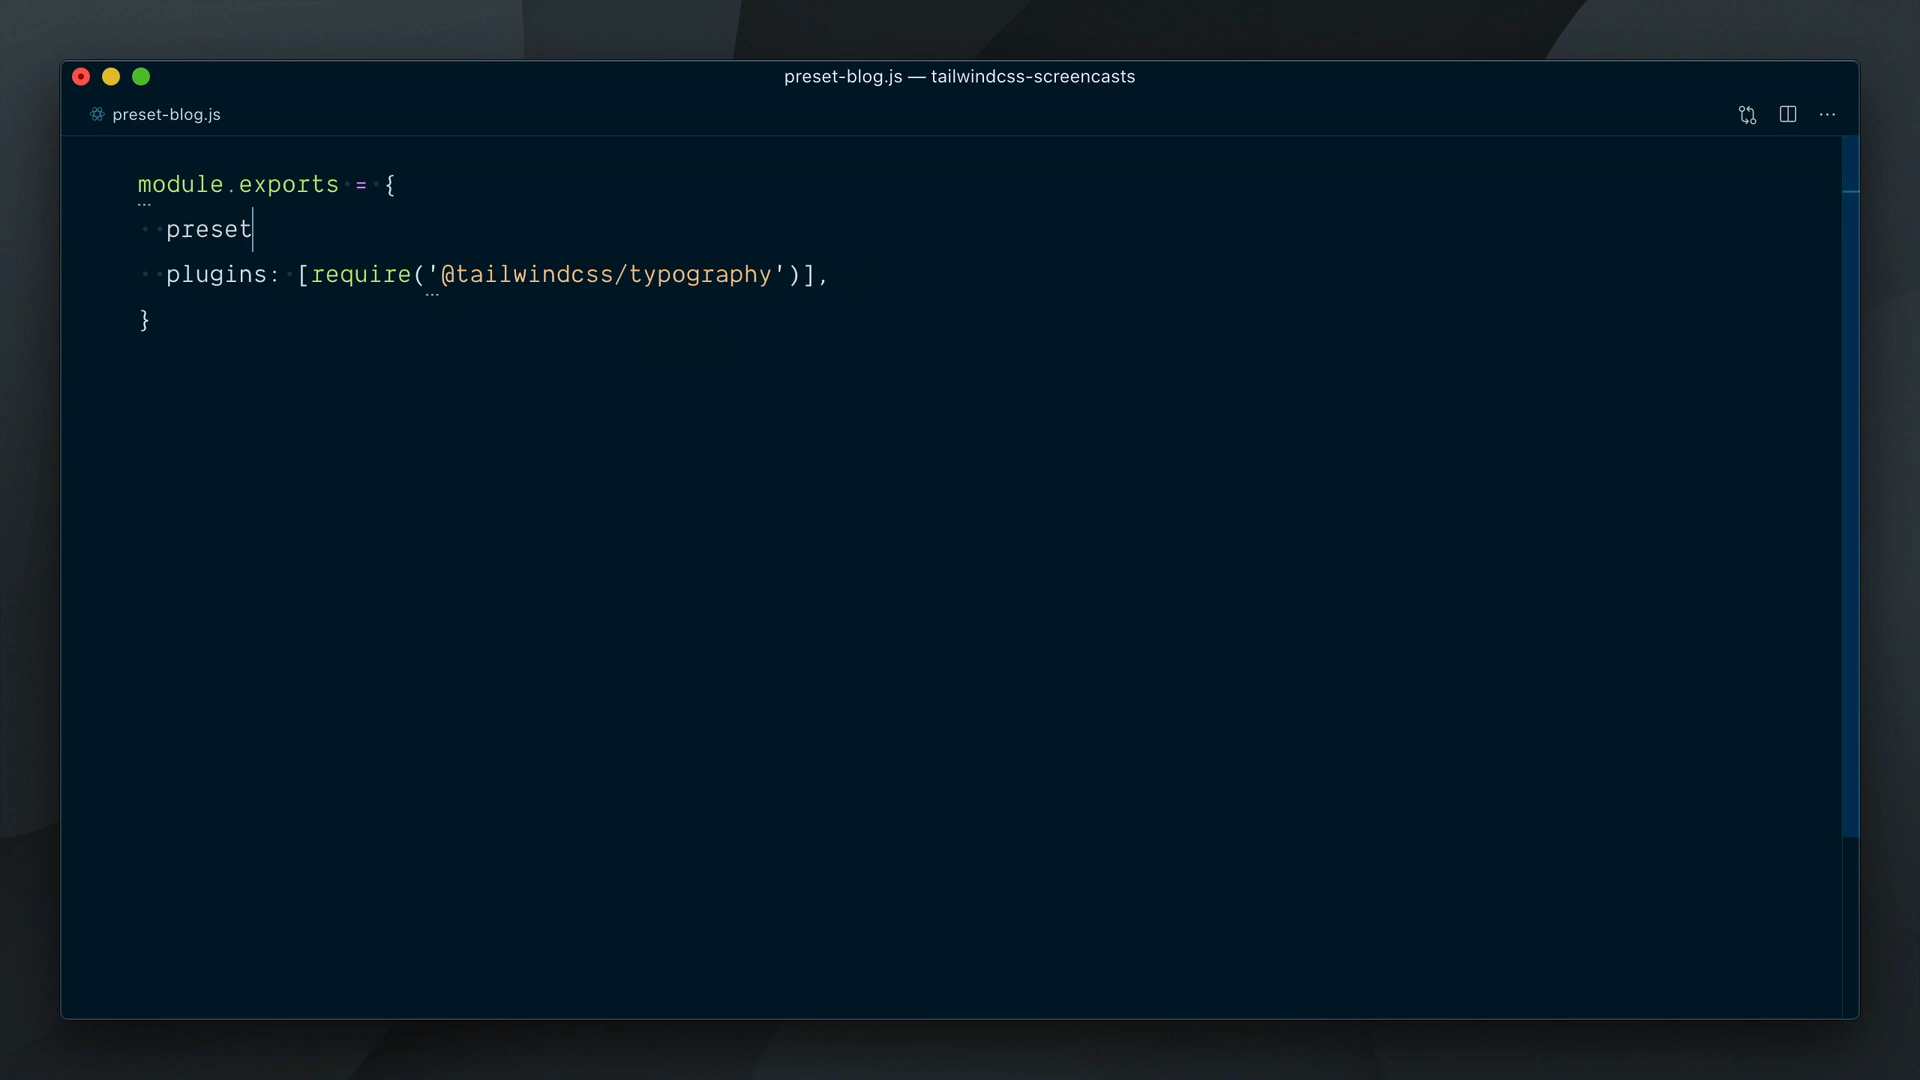 preset-blog.js — tailwindcss-screencasts
preset-blog.js
module.exports = {
  preset
  plugins: [require('@tailwindcss/typography')],
}